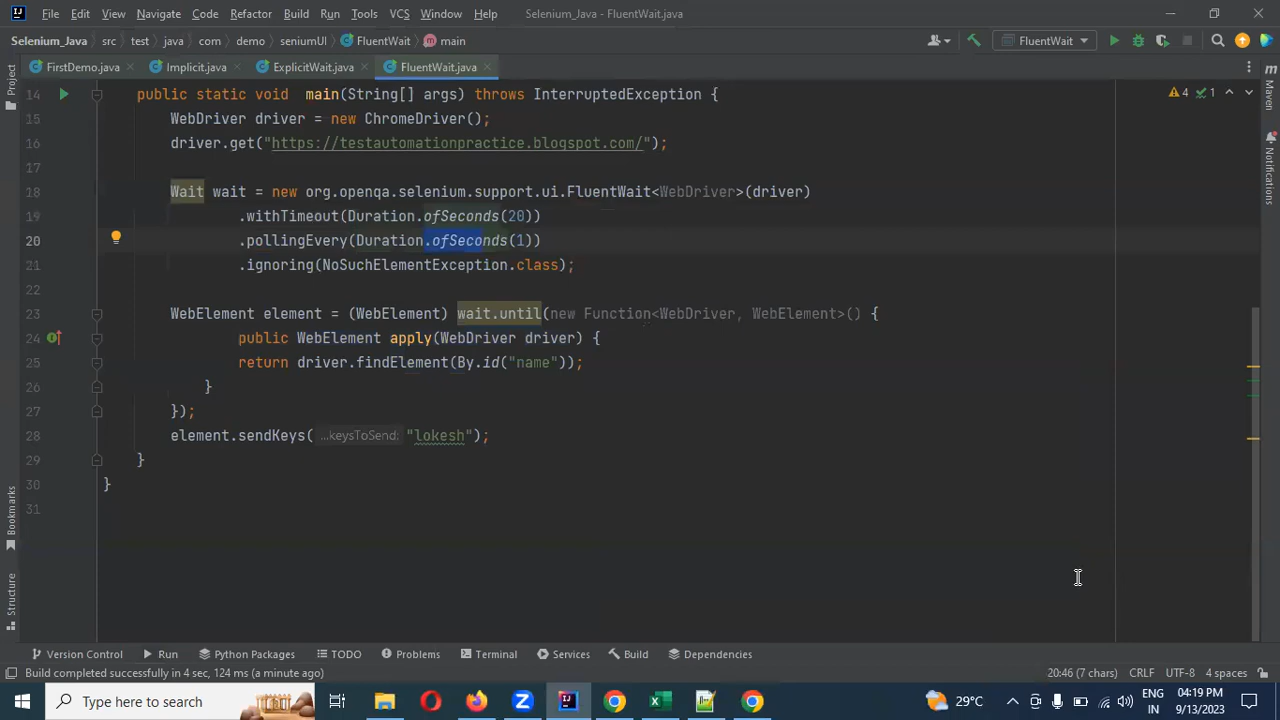 File Edit View Navigate Code Refactor Build Run Tools VCS Window Help Selenium_Java - FluentWait.java
Selenium_Java src test java com demo seniumUI FluentWait main FluentWait
FirstDemo.java Implicit.java ExplicitWait.java FluentWait.java
Project
Maven
Notifications
Bookmarks
Structure
4 1
14 public static void main(String[] args) throws InterruptedException {
15 WebDriver driver = new ChromeDriver();
16 driver.get("https://testautomationpractice.blogspot.com/");
17
18 Wait wait = new org.openqa.selenium.support.ui.FluentWait<WebDriver>(driver)
19 .withTimeout(Duration.ofSeconds(20))
20 .pollingEvery(Duration.ofSeconds(1))
21 .ignoring(NoSuchElementException.class);
22
23 WebElement element = (WebElement) wait.until(new Function<WebDriver, WebElement>() {
24 public WebElement apply(WebDriver driver) {
25 return driver.findElement(By.id("name"));
26 }
27 });
28 element.sendKeys( ...keysToSend: "lokesh");
29 }
30 }
31
Version Control Run Python Packages TODO Problems Terminal Services Build Dependencies
Build completed successfully in 4 sec, 124 ms (a minute ago) 20:46 (7 chars) CRLF UTF-8 4 spaces
Type here to search 29°C ENG IN 04:19 PM 9/13/2023